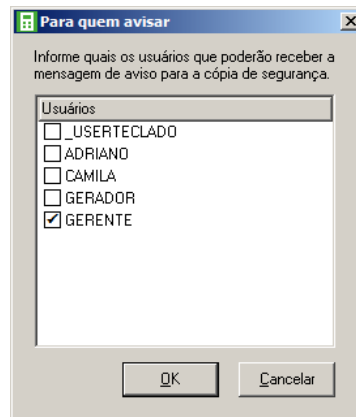 Para quem avisar
Informe quais os usuários que poderão receber a
mensagem de aviso para a cópia de segurança.
Usuários
_USERTECLADO
ADRIANO
CAMILA
GERADOR
GERENTE
OK
Cancelar